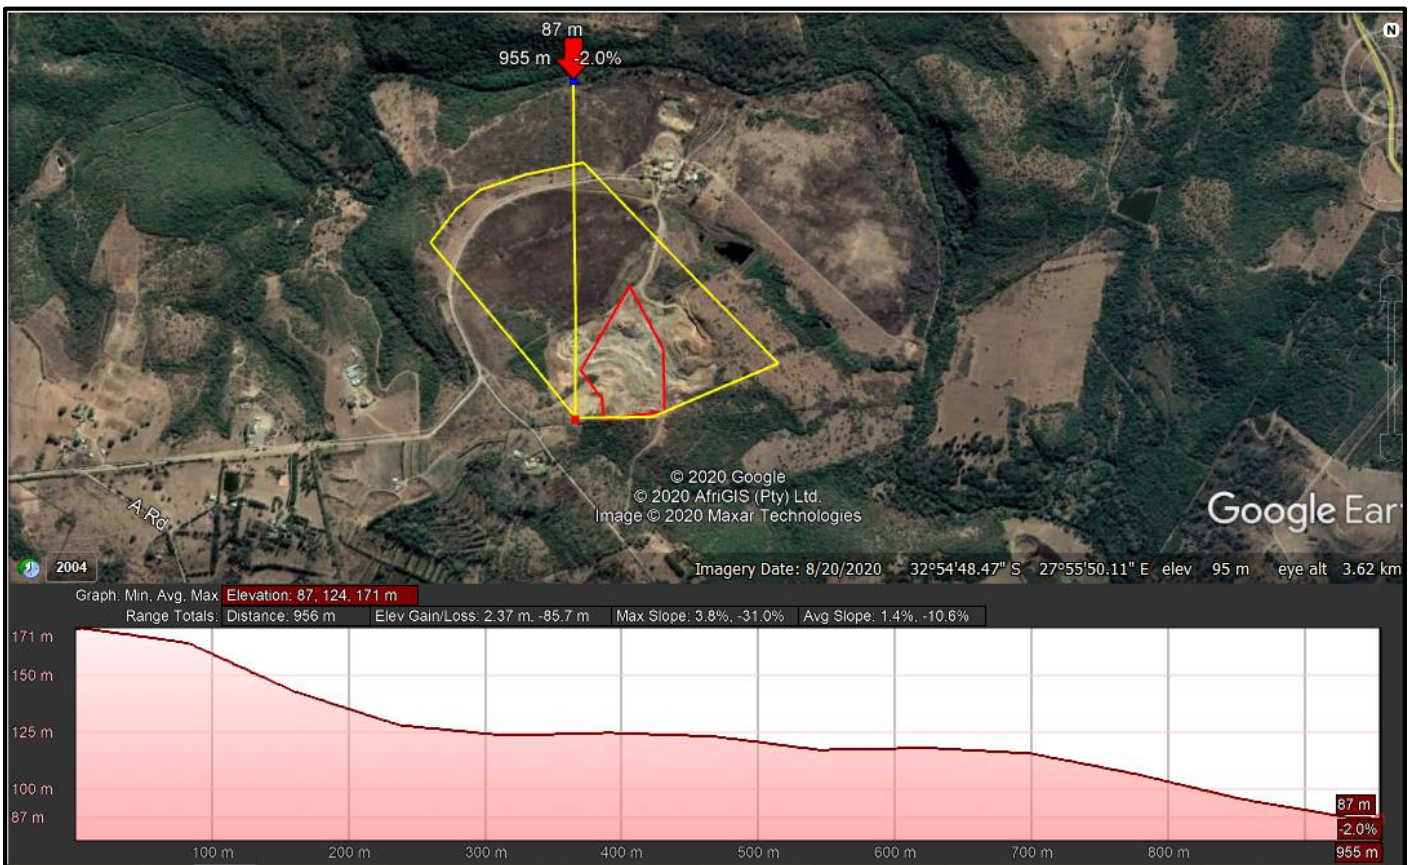 87 m
955 m -2.0%
N
A Rd
© 2020 Google
© 2020 AfriGIS (Pty) Ltd.
Image © 2020 Maxar Technologies
Google Ear
2004
Imagery Date: 8/20/2020 32°54'48.47" S 27°55'50.11" E elev 95 m eye alt 3.62 km
Graph: Min, Avg, Max Elevation: 87, 124, 171 m
Range Totals: Distance: 956 m Elev Gain/Loss: 2.37 m, -85.7 m Max Slope: 3.8%, -31.0% Avg Slope: 1.4%, -10.6%
171 m
150 m
125 m
100 m
87 m
87 m
-2.0%
100 m 200 m 300 m 400 m 500 m 600 m 700 m 800 m 955 m